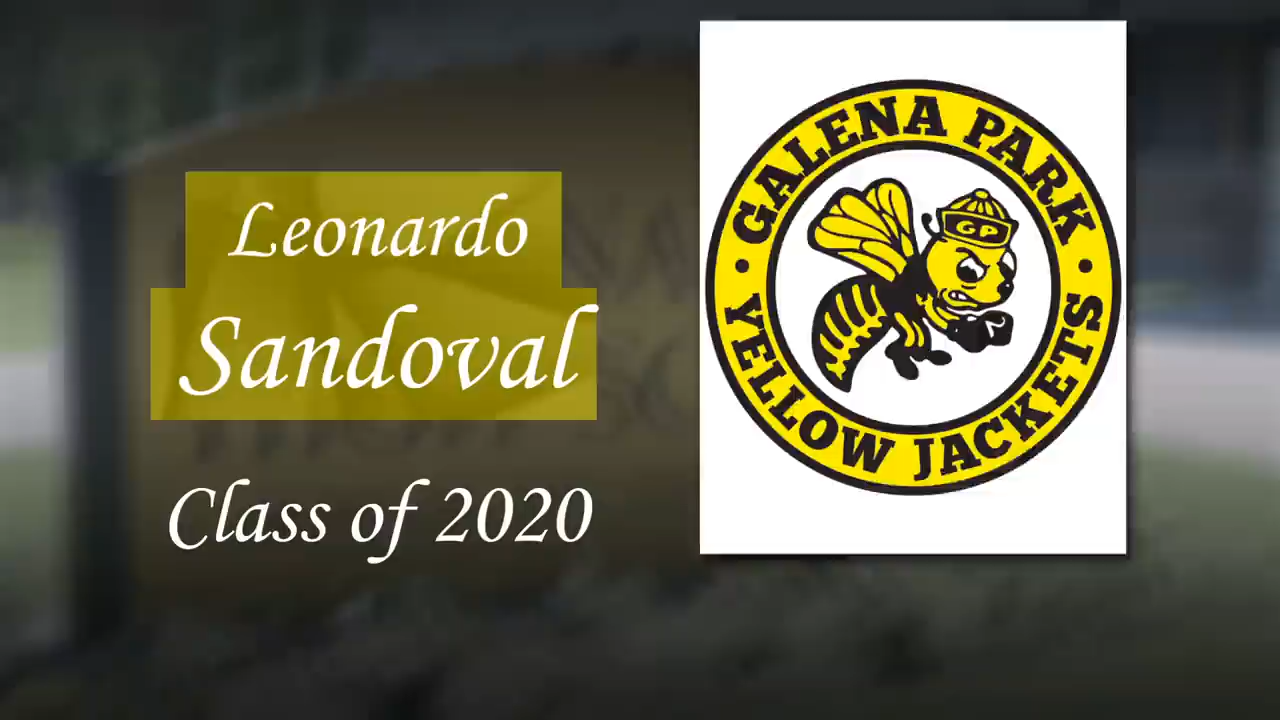 Leonardo
Sandoval
Class of 2020
GALENA PARK
YELLOW JACKETS
GP